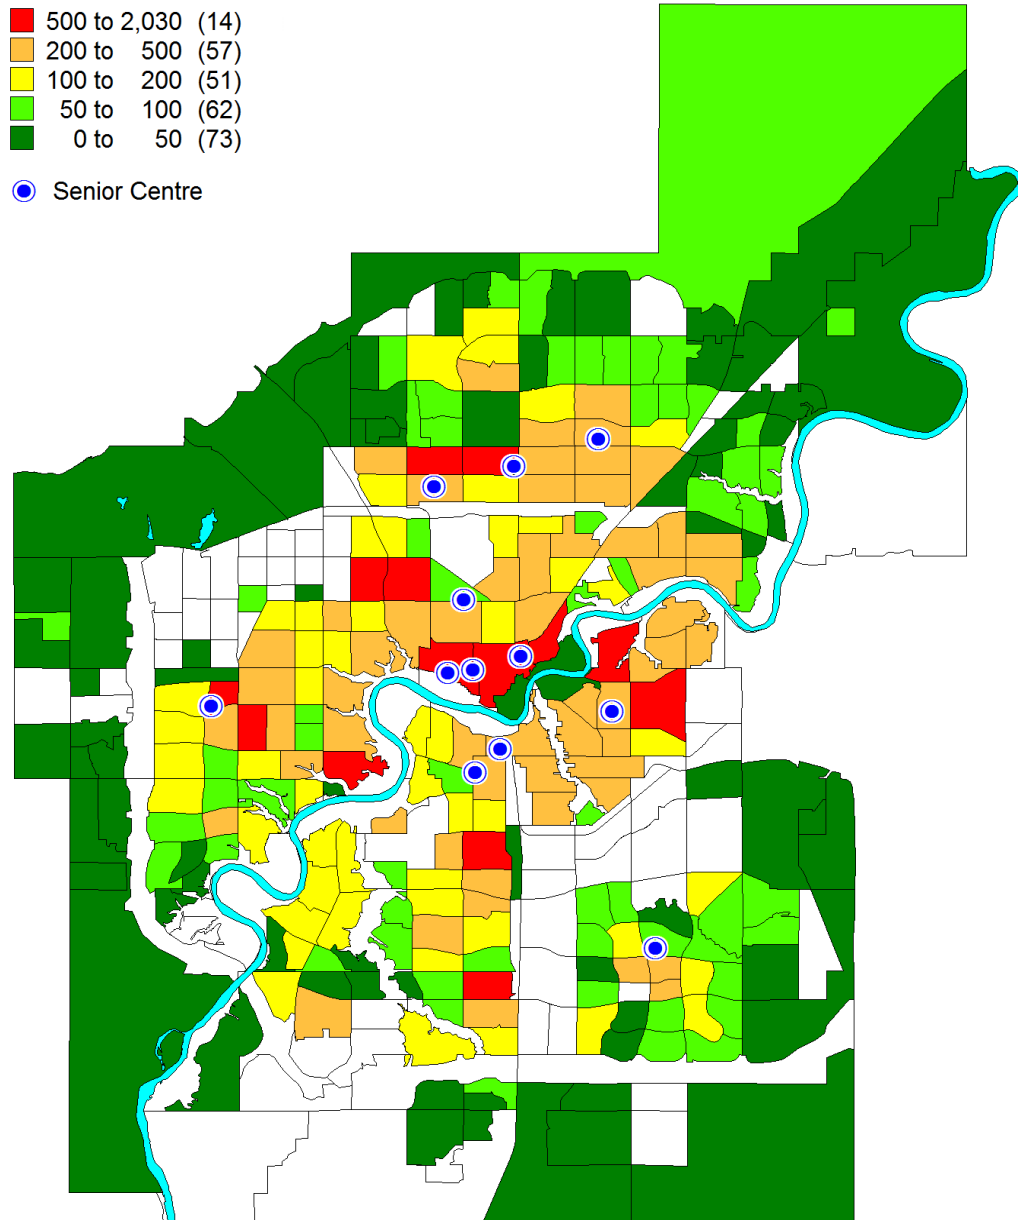 500 to 2,030 (14)
200 to 500 (57)
100 to 200 (51)
50 to 100 (62)
0 to 50 (73)
Senior Centre